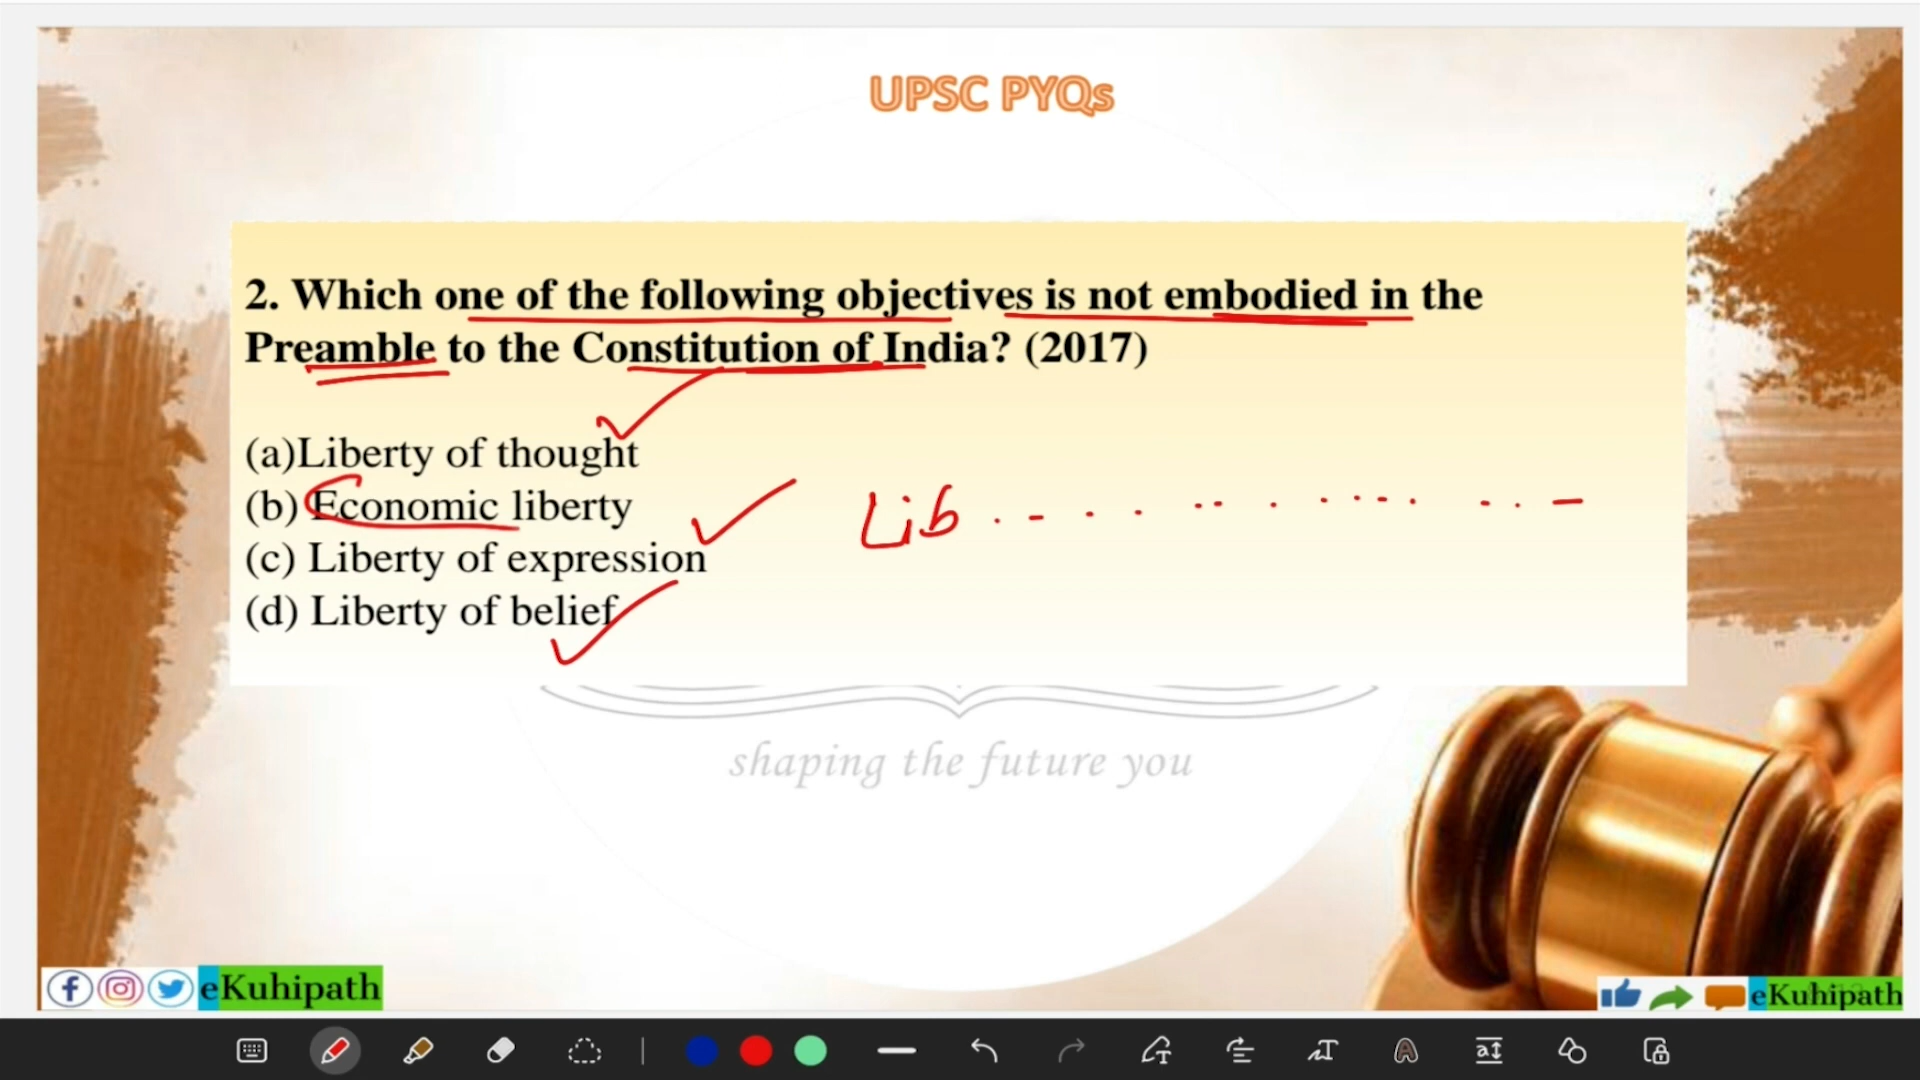 UPSC PYQs
2. Which one of the following objectives is not embodied in the
Preamble to the Constitution of India? (2017)
(a)Liberty of thought
(b) Economic liberty
(c) Liberty of expression
(d) Liberty of belief
Lib
shaping the future you
eKuhipath
eKuhipath